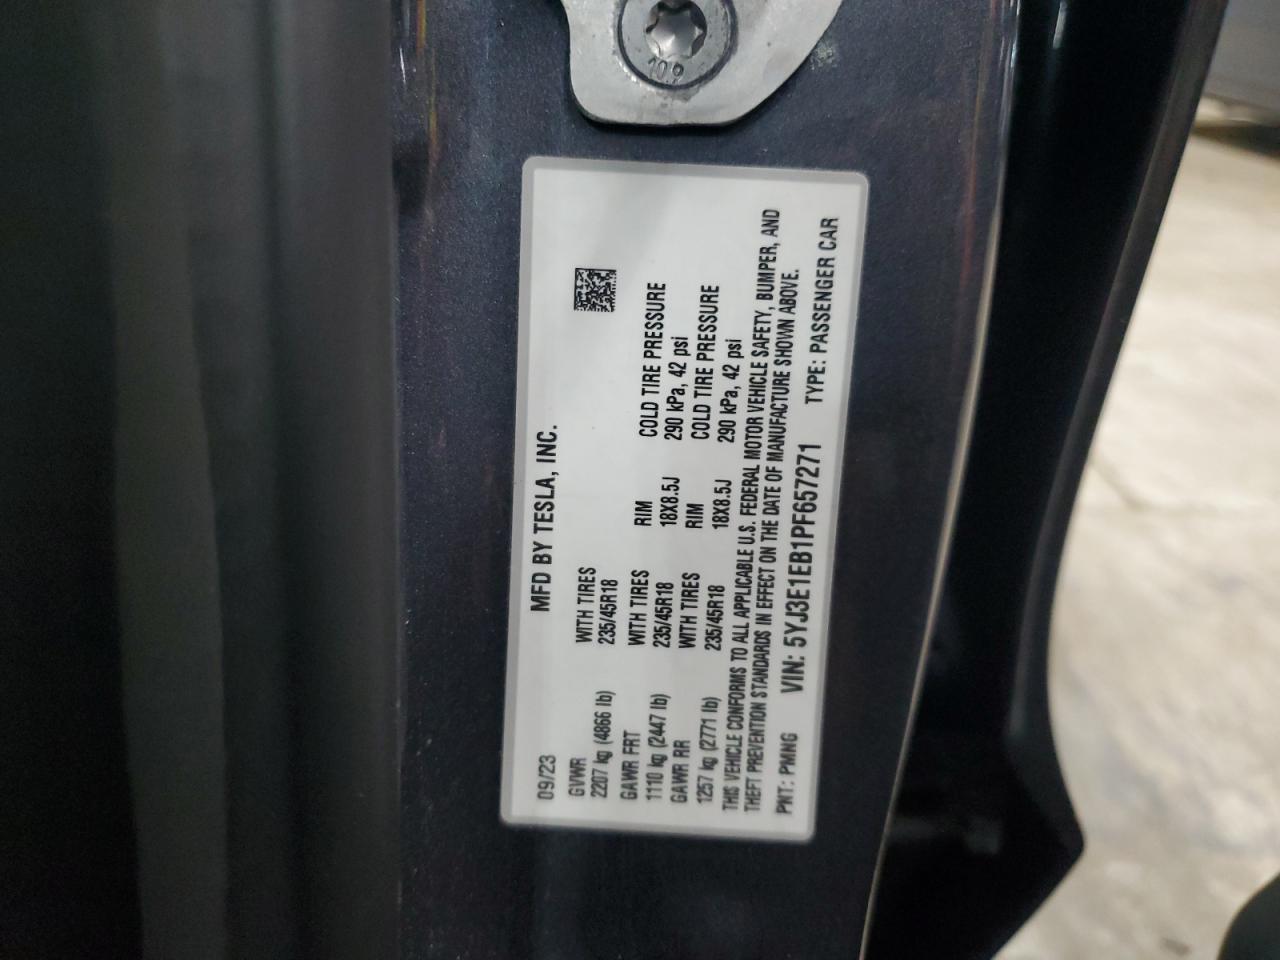 10.9
09/23 MFD BY TESLA, INC.
GVWR WITH TIRES
2207 kg (4866 lb) 235/45R18
GAWR FRT WITH TIRES RIM COLD TIRE PRESSURE
1110 kg (2447 lb) 235/45R18 18X8.5J 290 kPa, 42 psi
GAWR RR WITH TIRES RIM COLD TIRE PRESSURE
1257 kg (2771 lb) 235/45R18 18X8.5J 290 kPa, 42 psi
THIS VEHICLE CONFORMS TO ALL APPLICABLE U.S. FEDERAL MOTOR VEHICLE SAFETY, BUMPER, AND
THEFT PREVENTION STANDARDS IN EFFECT ON THE DATE OF MANUFACTURE SHOWN ABOVE.
PNT: PMNG VIN: 5YJ3E1EB1PF657271 TYPE: PASSENGER CAR